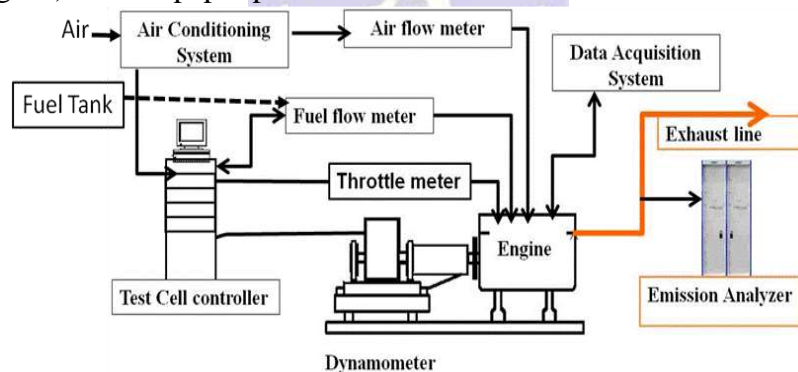 Air
Air Conditioning
System
Air flow meter
Data Acquisition
System
Fuel Tank
Fuel flow meter
Exhaust line
Throttle meter
Engine
Test Cell controller
Emission Analyzer
Dynamometer